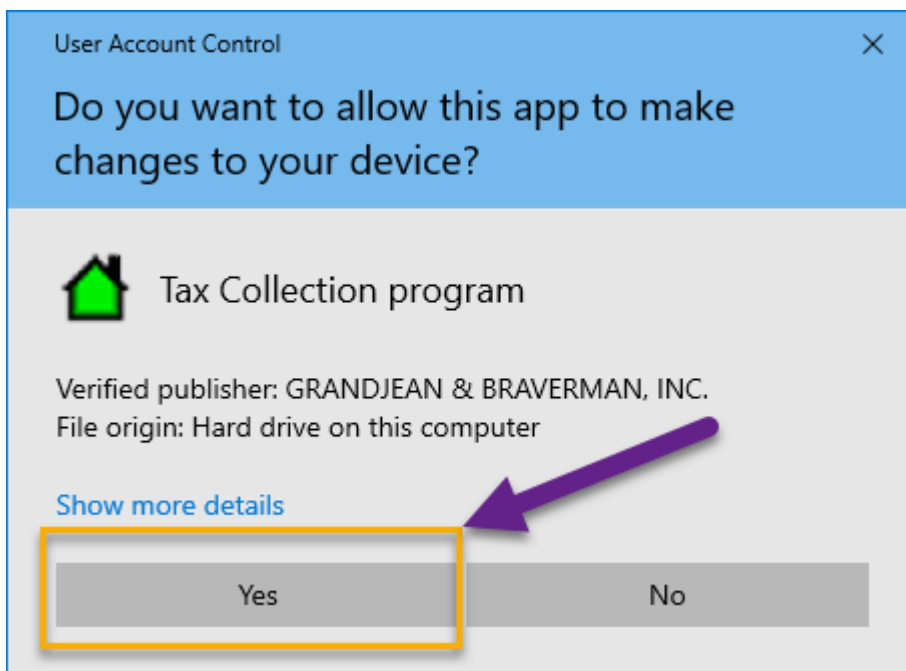 User Account Control
Do you want to allow this app to make
changes to your device?
Tax Collection program
Verified publisher: GRANDJEAN & BRAVERMAN, INC.
File origin: Hard drive on this computer
Show more details
Yes
No